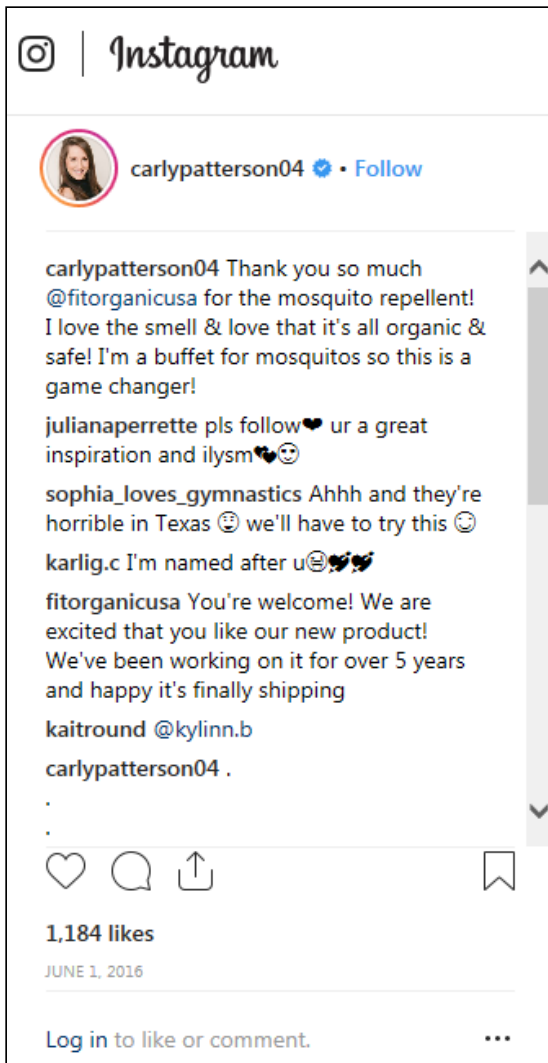 Instagram
carlypatterson04 • Follow
carlypatterson04 Thank you so much
@fitorganicusa for the mosquito repellent!
I love the smell & love that it's all organic &
safe! I'm a buffet for mosquitos so this is a
game changer!
julianaperrette pls follow❤ ur a great
inspiration and ilysm💕😍
sophia_loves_gymnastics Ahhh and they're
horrible in Texas 😩 we'll have to try this ☺
karlig.c I'm named after u😆💘💘
fitorganicusa You're welcome! We are
excited that you like our new product!
We've been working on it for over 5 years
and happy it's finally shipping
kaitround @kylinn.b
carlypatterson04 .
.
.
1,184 likes
JUNE 1, 2016
Log in to like or comment.